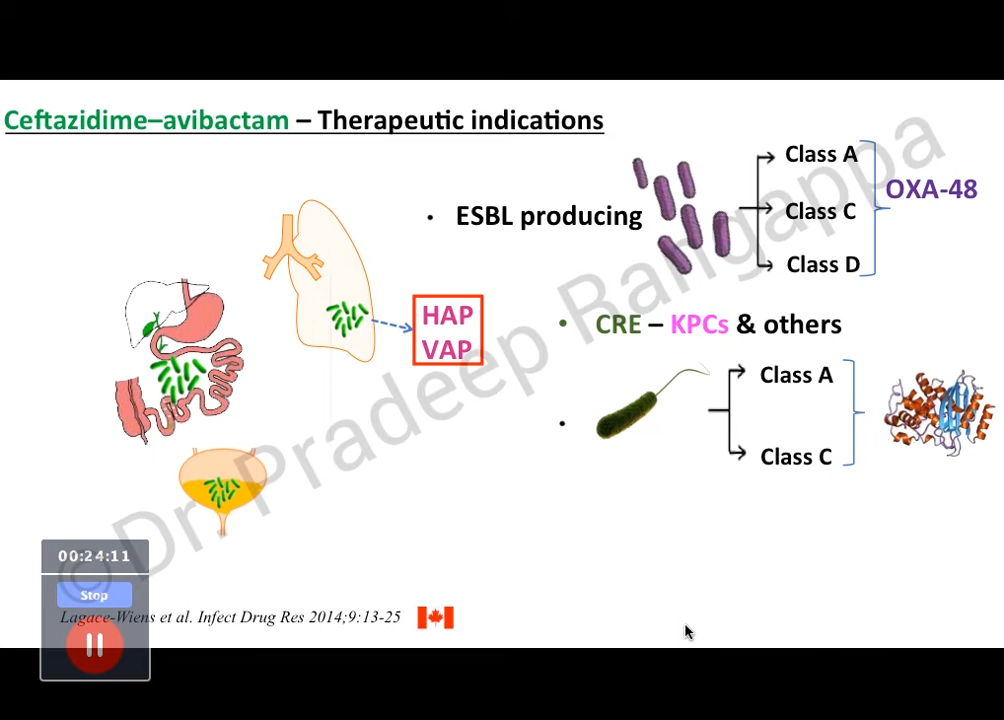 Ceftazidime–avibactam – Therapeutic indications
• ESBL producing
Class A
Class C
Class D
OXA-48
HAP
VAP
• CRE – KPCs & others
•
Class A
Class C
© Dr. Pradeep Rangappa
00:24:11
Stop
Lagace-Wiens et al. Infect Drug Res 2014;9:13-25